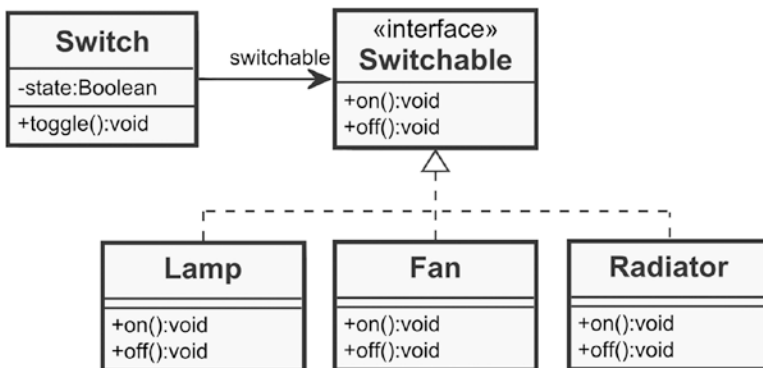 Switch
-state:Boolean
+toggle():void
switchable
«interface»
Switchable
+on():void
+off():void
Lamp
+on():void
+off():void
Fan
+on():void
+off():void
Radiator
+on():void
+off():void